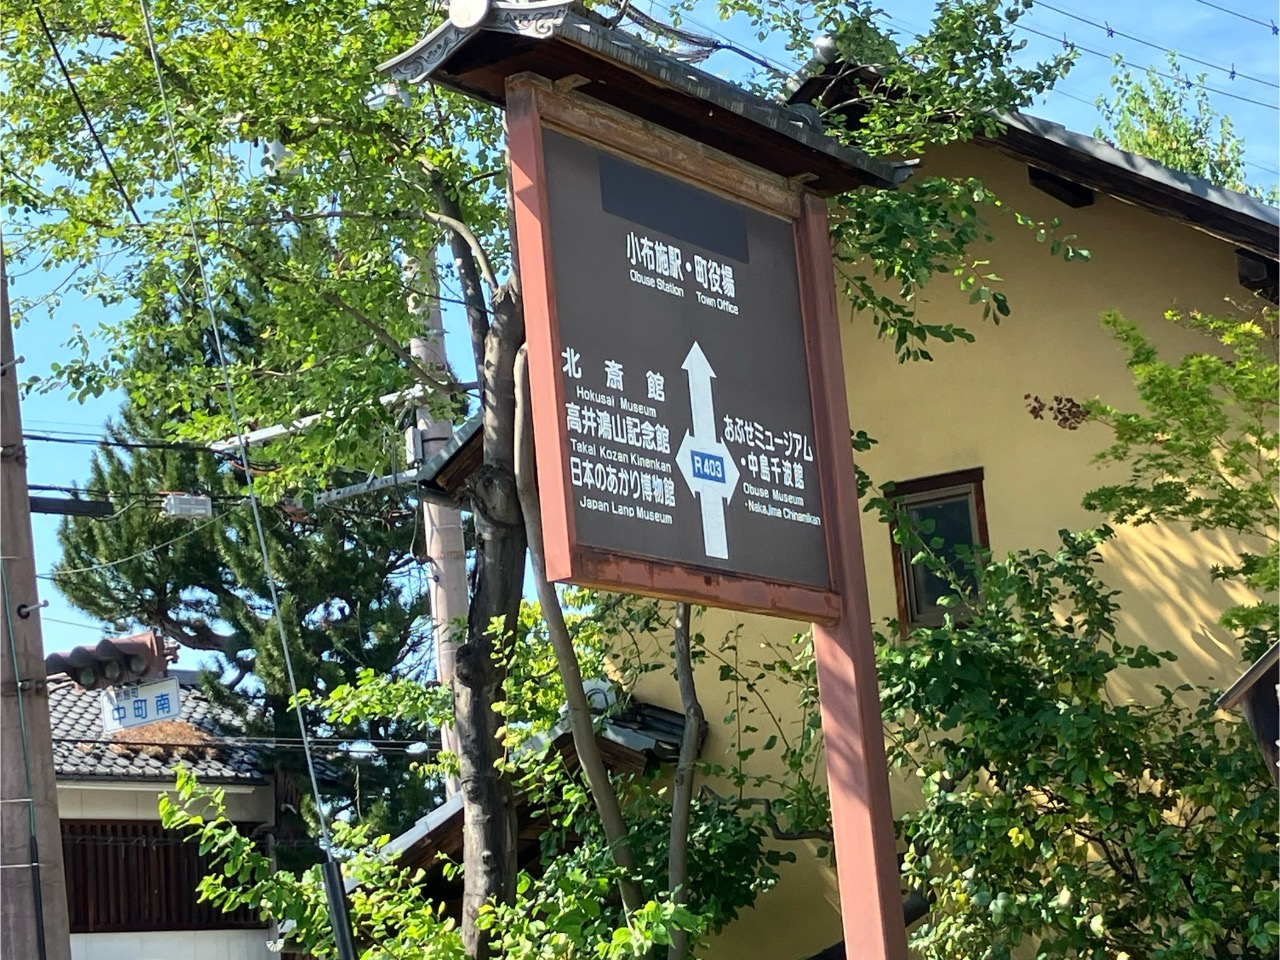 小布施駅・町役場
Obuse Station Town Office
北斎館
Hokusai Museum
高井鴻山記念館
Takai Kozan Kinenkan
日本のあかり博物館
Japan Lanp Museum
R403
おぶせミュージアム
・中島千波館
Obuse Museum
・Nakajima Chinamikan
中町南